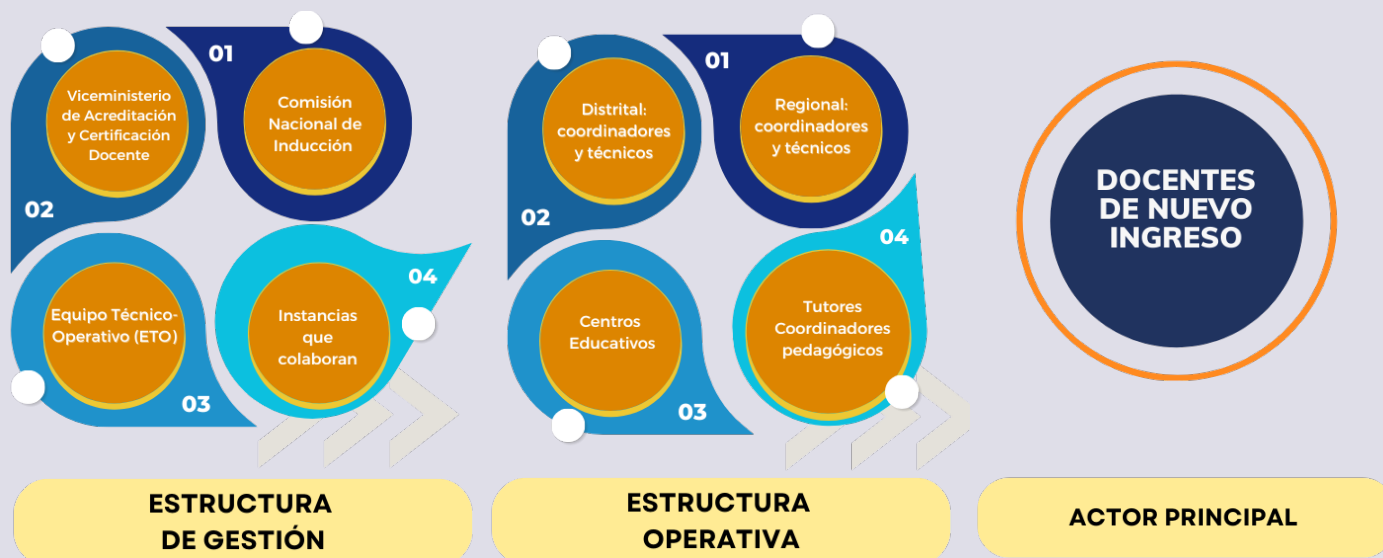 01
Comisión
Nacional de
Inducción
02
Viceministerio
de Acreditación
y Certificación
Docente
03
Equipo Técnico-
Operativo (ETO)
04
Instancias
que
colaboran
ESTRUCTURA
DE GESTIÓN
01
Regional:
coordinadores
y técnicos
02
Distrital:
coordinadores
y técnicos
03
Centros
Educativos
04
Tutores
Coordinadores
pedagógicos
ESTRUCTURA
OPERATIVA
DOCENTES
DE NUEVO
INGRESO
ACTOR PRINCIPAL